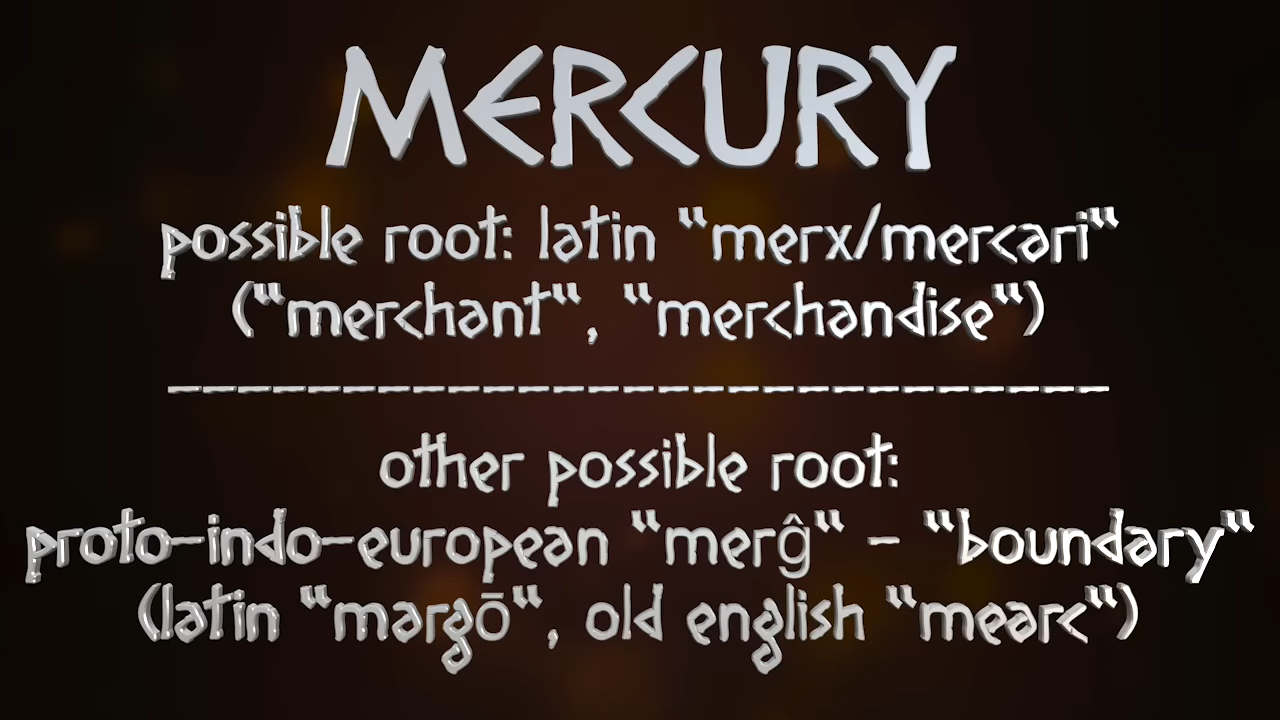 MERCURY
possible root: latin "merx/mercari"
("merchant", "merchandise")
---------------------------
other possible root:
proto-indo-european "merĝ" - "boundary"
(latin "margō", old english "mearc")